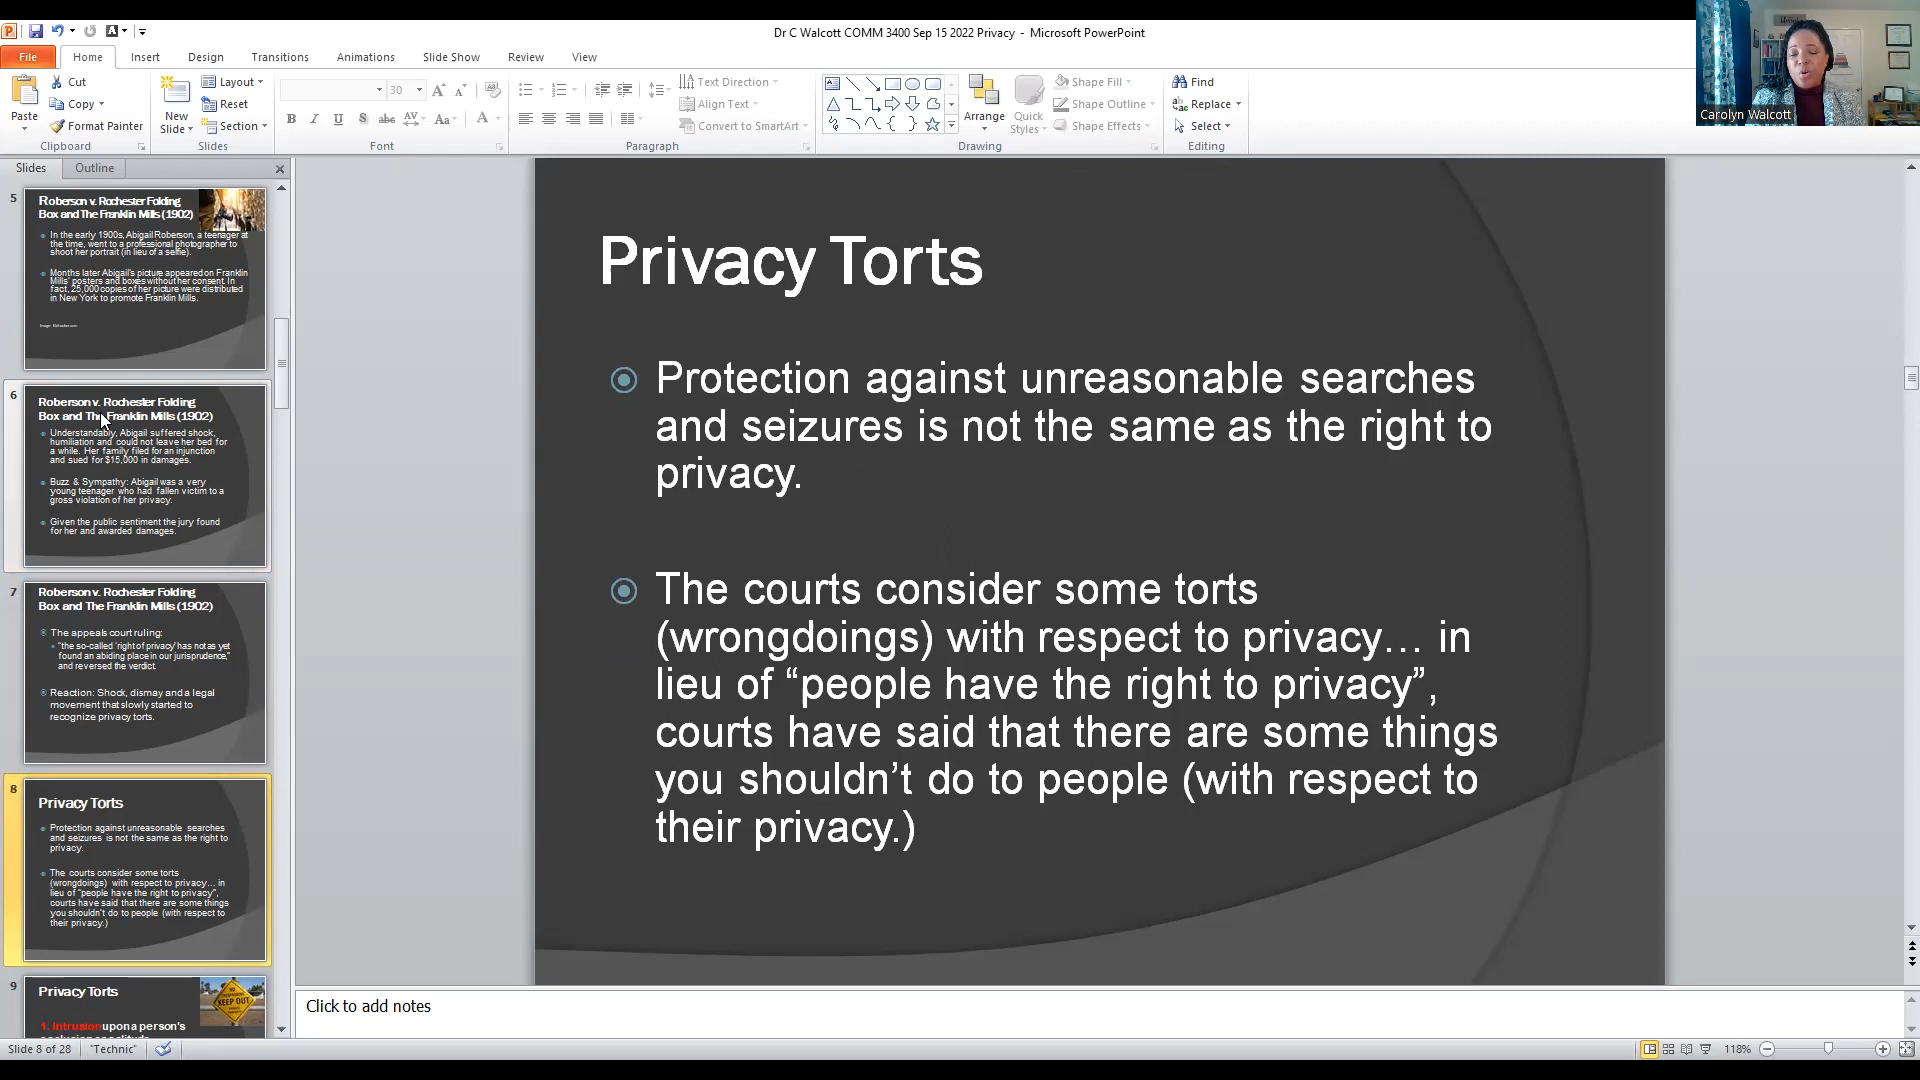 Dr C Walcott COMM 3400 Sep 15 2022 Privacy - Microsoft PowerPoint
File Home Insert Design Transitions Animations Slide Show Review View
Paste
Cut
Copy
Format Painter
Clipboard
New
Slide
Layout
Reset
Section
Slides
30
B I U S abc AV Aa A
Font
Text Direction
Align Text
Convert to SmartArt
Paragraph
Arrange
Quick
Styles
Shape Fill
Shape Outline
Shape Effects
Drawing
Find
Replace
Select
Editing
Carolyn Walcott
Slides Outline
5
Roberson v. Rochester Folding
Box and The Franklin Mills (1902)
In the early 1900s, Abigail Roberson, a teenager at
the time, went to a professional photographer to
shoot her portrait (in lieu of a selfie).
Months later Abigail's picture appeared on Franklin
Mills' posters and boxes without her consent. In
fact, 25,000 copies of her picture were distributed
in New York to promote Franklin Mills.
6
Roberson v. Rochester Folding
Box and The Franklin Mills (1902)
Understandably, Abigail suffered shock,
humiliation and could not leave her bed for
a while. Her family filed for an injunction
and sued for $15,000 in damages.
Buzz & Sympathy: Abigail was a very
young teenager who had fallen victim to a
gross violation of her privacy.
Given the public sentiment the jury found
for her and awarded damages.
7
Roberson v. Rochester Folding
Box and The Franklin Mills (1902)
The appeals court ruling:
"the so-called 'right of privacy' has not as yet
found an abiding place in our jurisprudence,"
and reversed the verdict.
Reaction: Shock, dismay and a legal
movement that slowly started to
recognize privacy torts.
8
Privacy Torts
Protection against unreasonable searches
and seizures is not the same as the right to
privacy.
The courts consider some torts
(wrongdoings) with respect to privacy… in
lieu of "people have the right to privacy",
courts have said that there are some things
you shouldn't do to people (with respect to
their privacy.)
9
Privacy Torts
KEEP OUT
1. Intrusion upon a person's
Privacy Torts
Protection against unreasonable searches
and seizures is not the same as the right to
privacy.
The courts consider some torts
(wrongdoings) with respect to privacy… in
lieu of “people have the right to privacy”,
courts have said that there are some things
you shouldn’t do to people (with respect to
their privacy.)
Click to add notes
Slide 8 of 28 "Technic" 118%